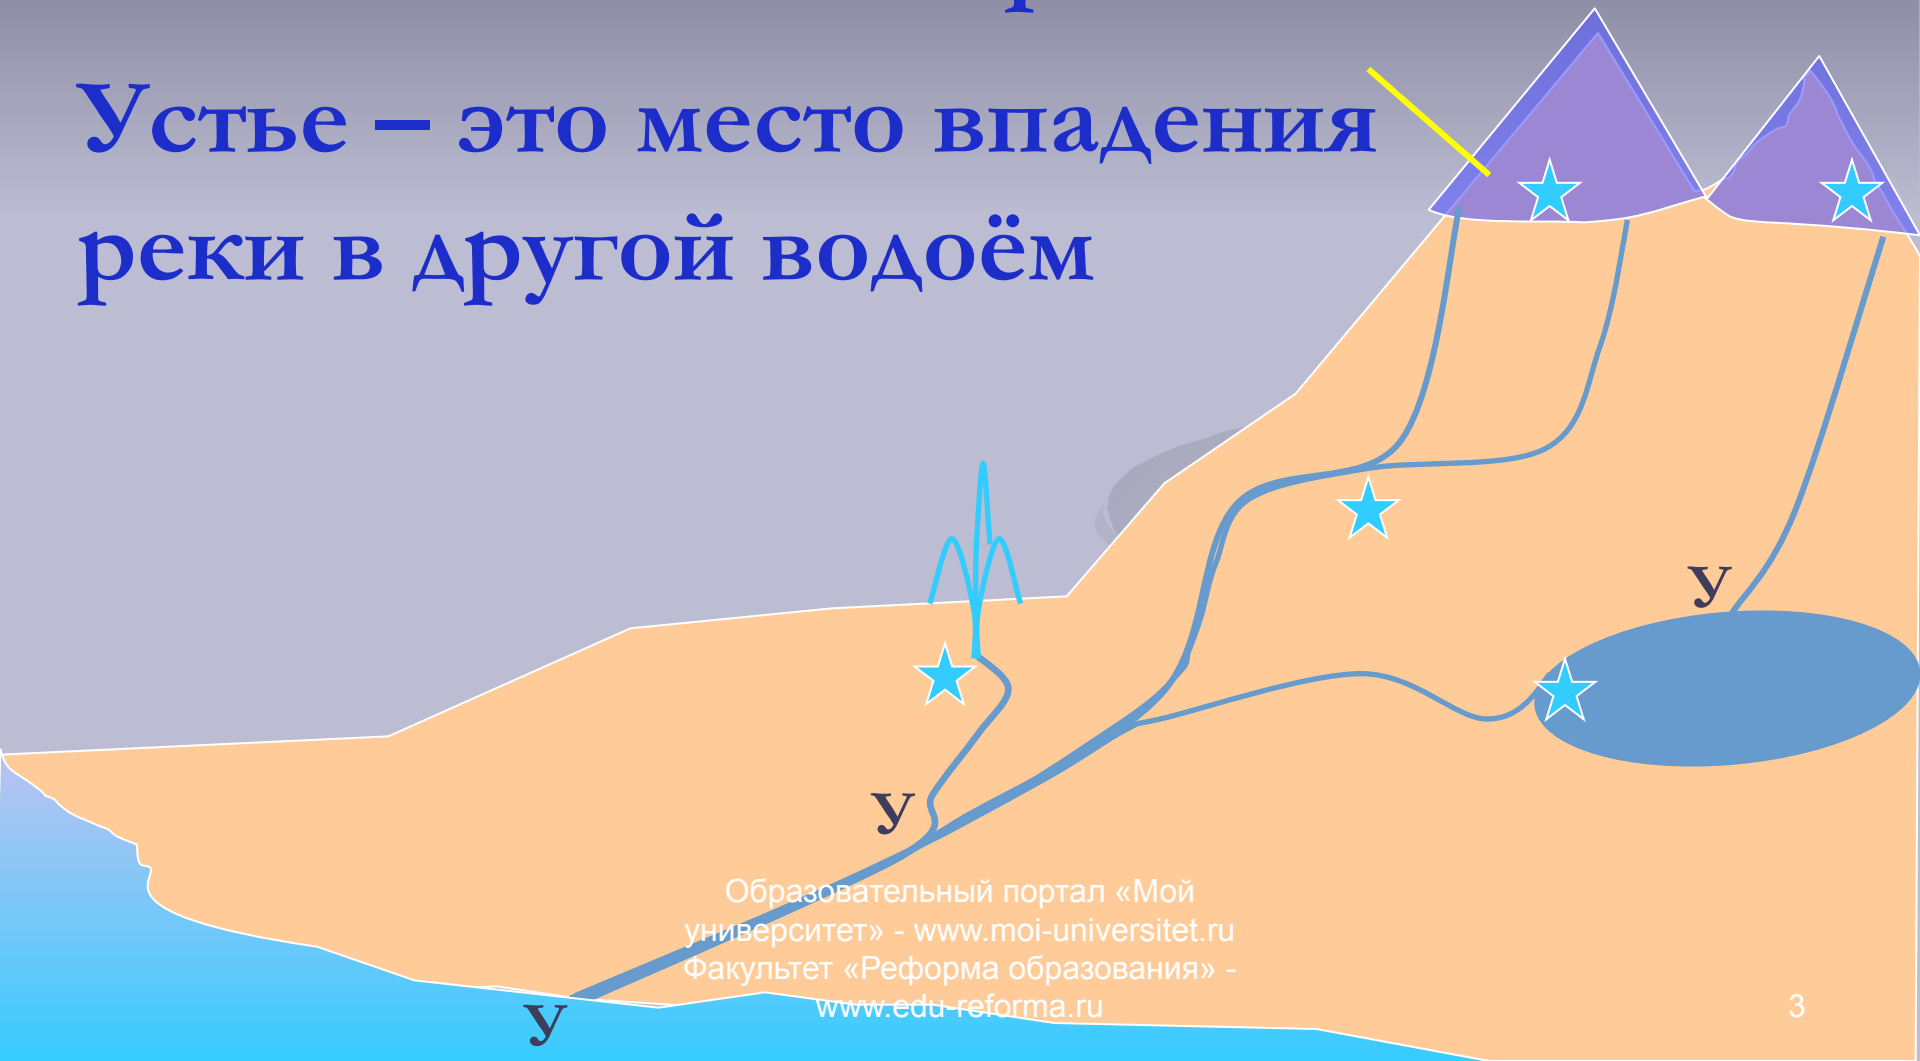 Устье – это место впадения
реки в другой водоём
У
У
Образовательный портал «Мой
университет» - www.moi-universitet.ru
Факультет «Реформа образования» -
www.edu-reforma.ru
3
У